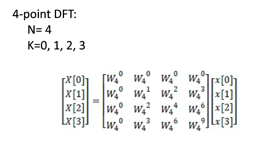 4-point DFT:
N= 4
K=0, 1, 2, 3
[X[0] X[1] X[2] X[3]] = [W₄⁰ W₄⁰ W₄⁰ W₄⁰
W₄⁰ W₄¹ W₄² W₄³
W₄⁰ W₄² W₄⁴ W₄⁶
W₄⁰ W₄³ W₄⁶ W₄⁹] [x[0] x[1] x[2] x[3]]